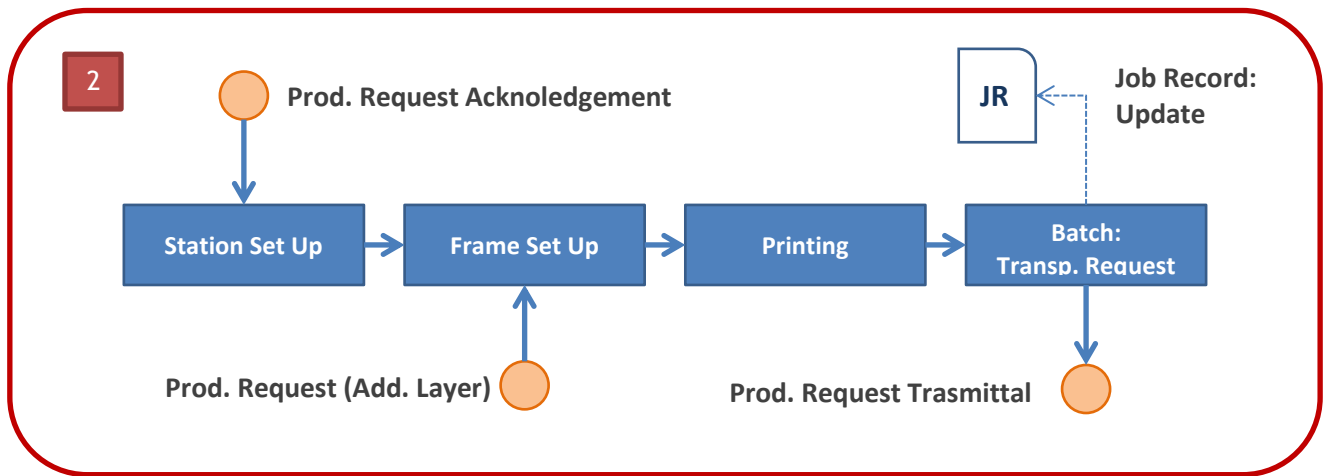 2
Prod. Request Acknoledgement
JR
Job Record:
Update
Station Set Up
Frame Set Up
Printing
Batch:
Transp. Request
Prod. Request (Add. Layer)
Prod. Request Trasmittal